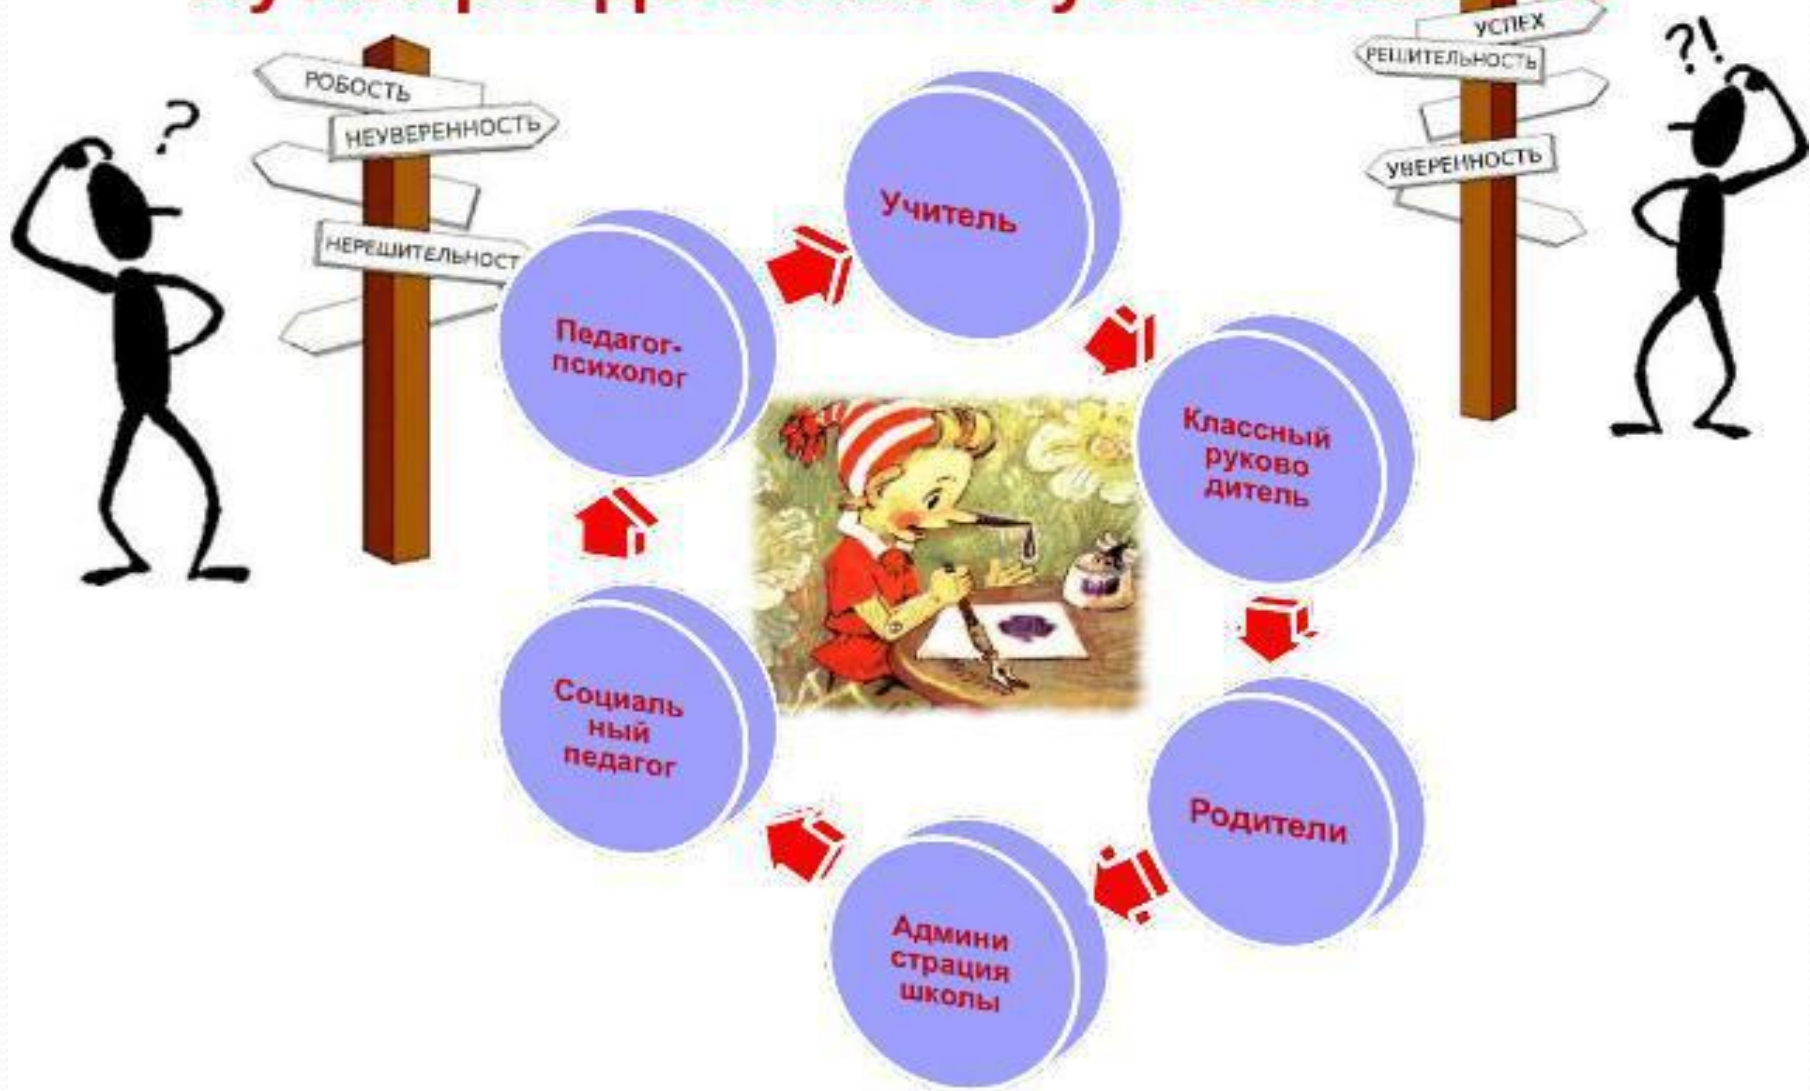 РОБОСТЬ
НЕУВЕРЕННОСТЬ
НЕРЕШИТЕЛЬНОСТ
УСПЕХ
РЕШИТЕЛЬНОСТЬ
УВЕРЕННОСТЬ
Учитель
Классный
руково
дитель
Родители
Админи
страция
школы
Социаль
ный
педагог
Педагог-
психолог